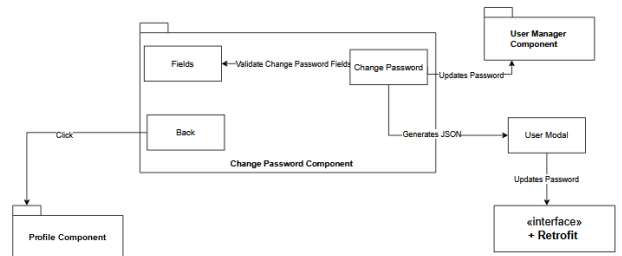 User Manager
Component
Fields
Validate Change Password Fields
Change Password
Updates Password
Click
Back
Generates JSON
User Modal
Change Password Component
Updates Password
Profile Component
«interface»
+ Retrofit